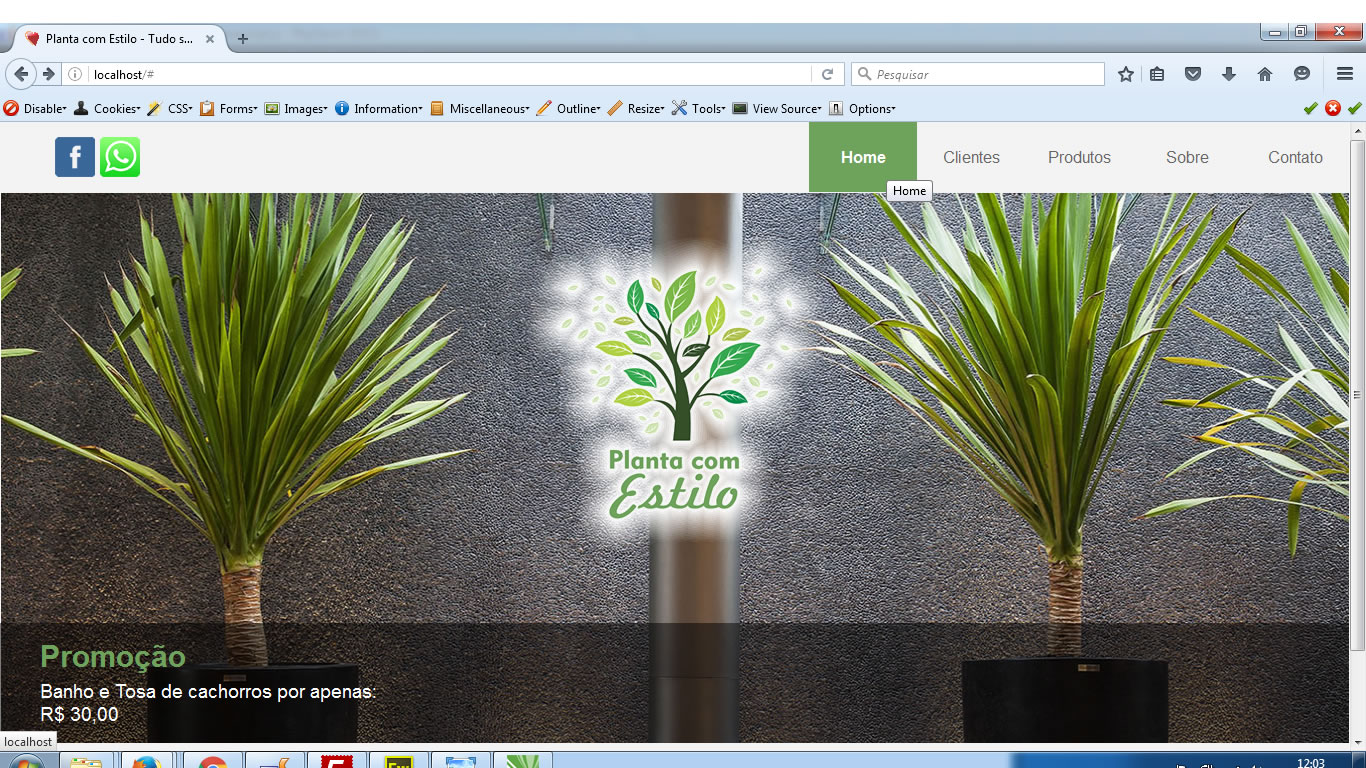 Planta com Estilo - Tudo s...
localhost/#
Pesquisar
Disable Cookies CSS Forms Images Information Miscellaneous Outline Resize Tools View Source Options
f
Home Clientes Produtos Sobre Contato
Home
Planta com
Estilo
Promoção
Banho e Tosa de cachorros por apenas:
R$ 30,00
localhost
12:03